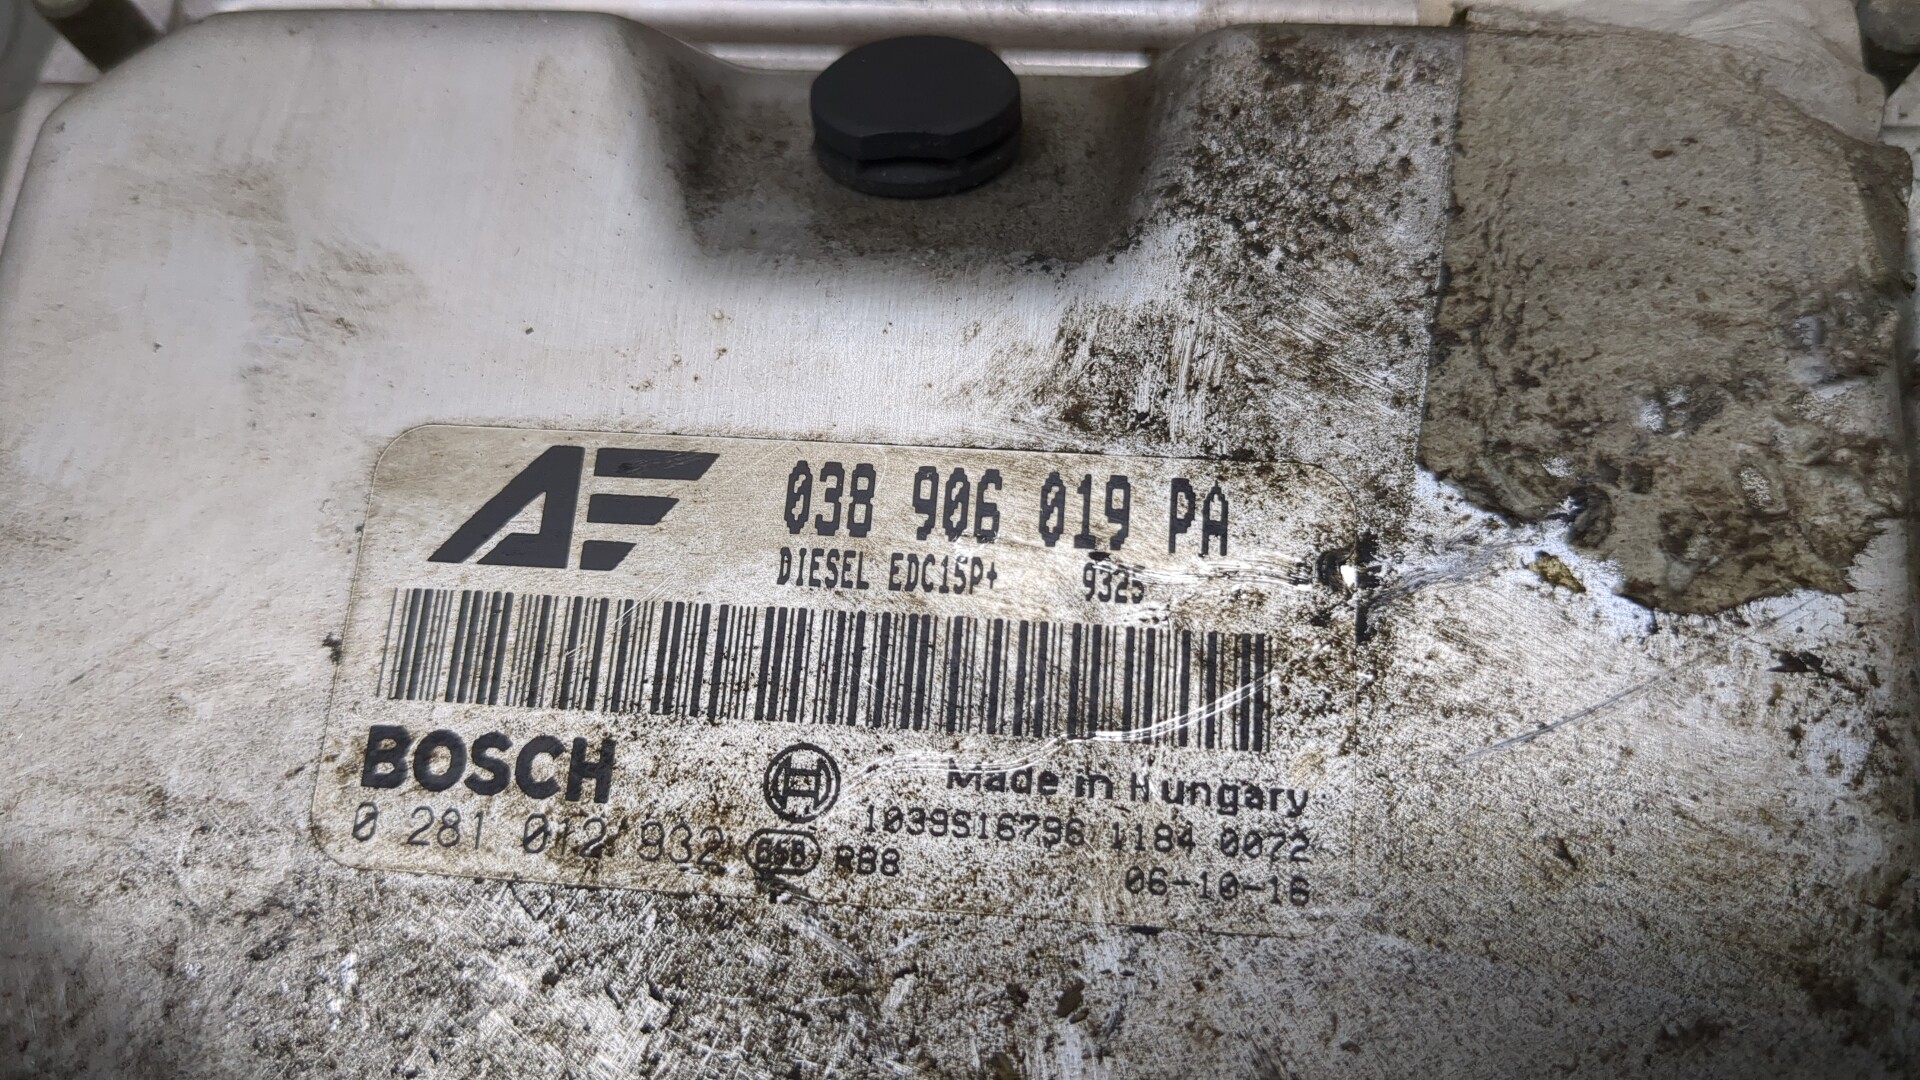 AE 038 906 019 PA
DIESEL EDC15P+ 9325
BOSCH Made in Hungary
1039S16796 1184 0072
0 281 012 932 RB8
06-10-16